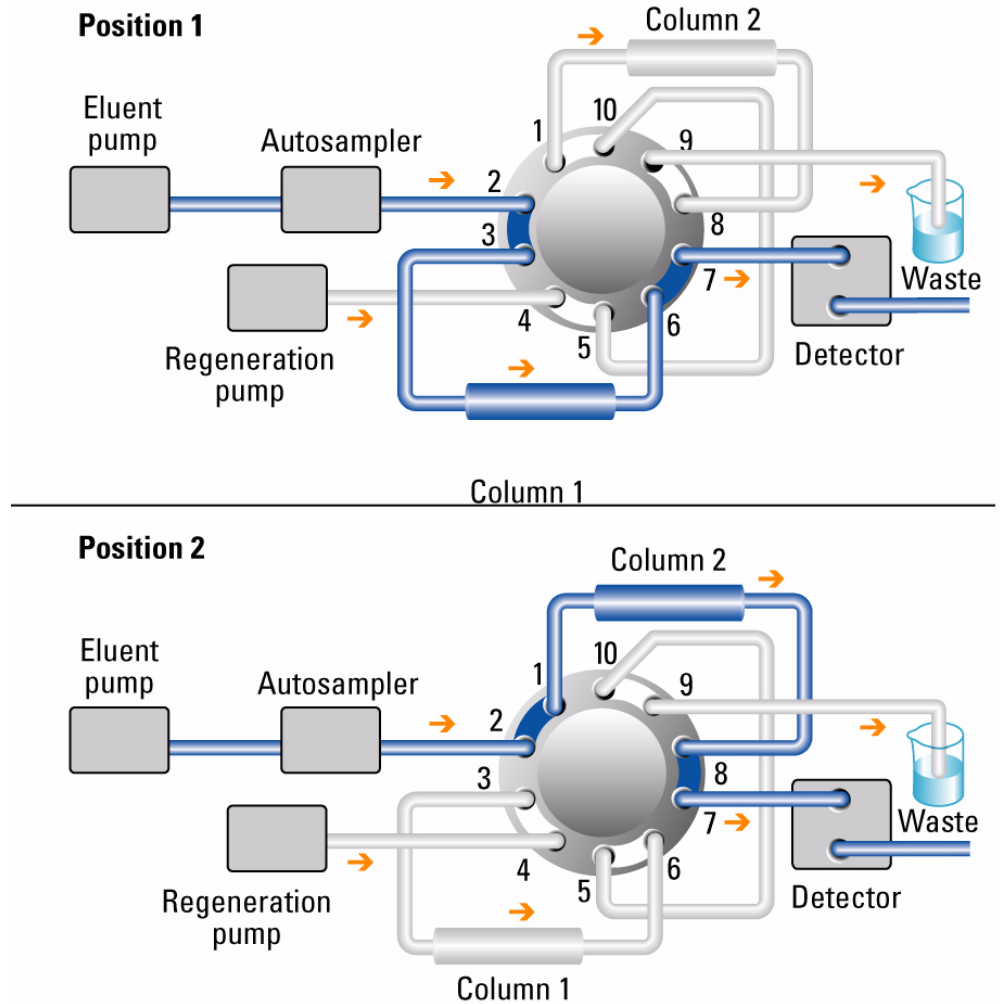 Position 1
Column 2
Eluent
pump
Autosampler
10
1
9
2
3
8
7
4
5
6
Waste
Detector
Regeneration
pump
Column 1
Position 2
Column 2
Eluent
pump
Autosampler
10
1
9
2
3
8
7
4
5
6
Waste
Detector
Regeneration
pump
Column 1